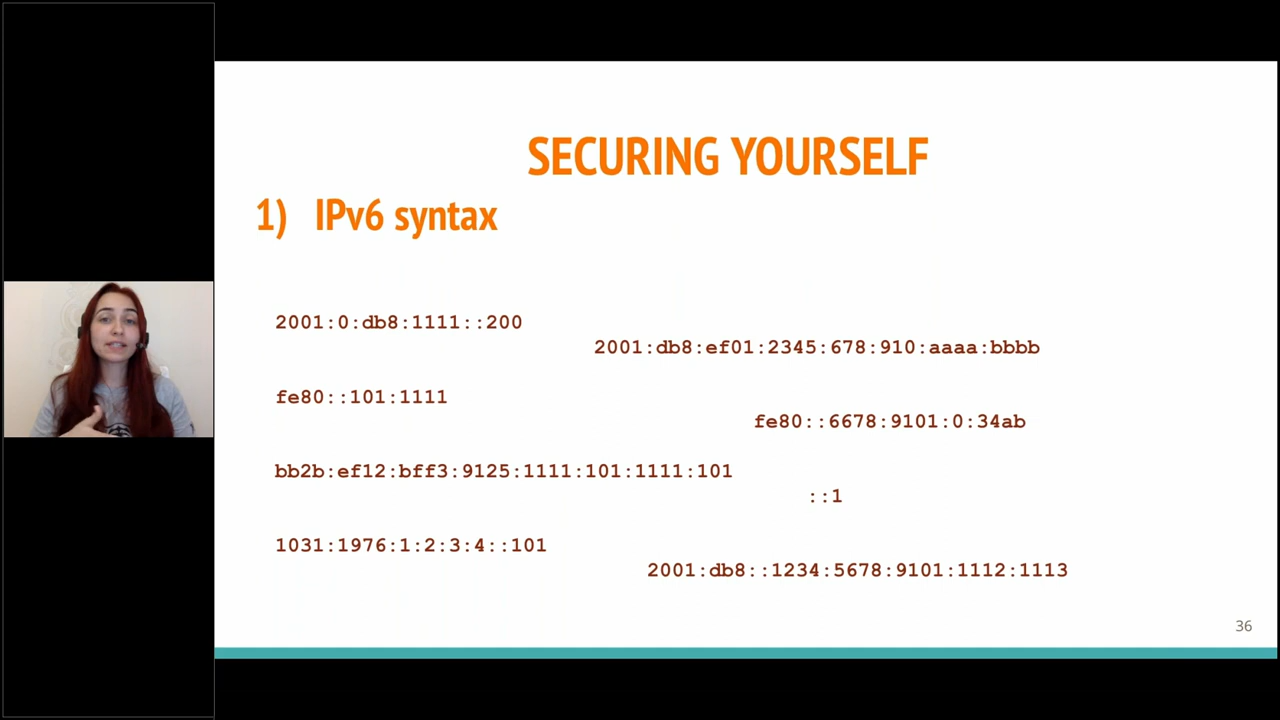 SECURING YOURSELF
1) IPv6 syntax
2001:0:db8:1111::200
2001:db8:ef01:2345:678:910:aaaa:bbbb
fe80::101:1111
fe80::6678:9101:0:34ab
bb2b:ef12:bff3:9125:1111:101:1111:101
::1
1031:1976:1:2:3:4::101
2001:db8::1234:5678:9101:1112:1113
36